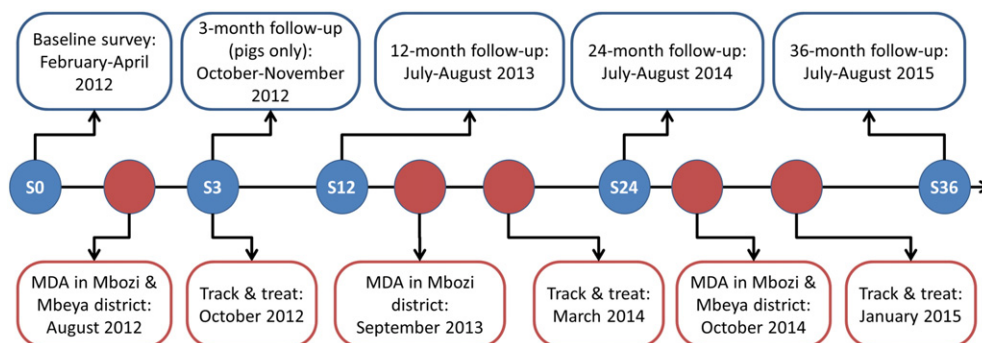 Baseline survey:
February-April
2012
3-month follow-up
(pigs only):
October-November
2012
12-month follow-up:
July-August 2013
24-month follow-up:
July-August 2014
36-month follow-up:
July-August 2015
S0
S3
S12
S24
S36
MDA in Mbozi &
Mbeya district:
August 2012
Track & treat:
October 2012
MDA in Mbozi
district:
September 2013
Track & treat:
March 2014
MDA in Mbozi &
Mbeya district:
October 2014
Track & treat:
January 2015